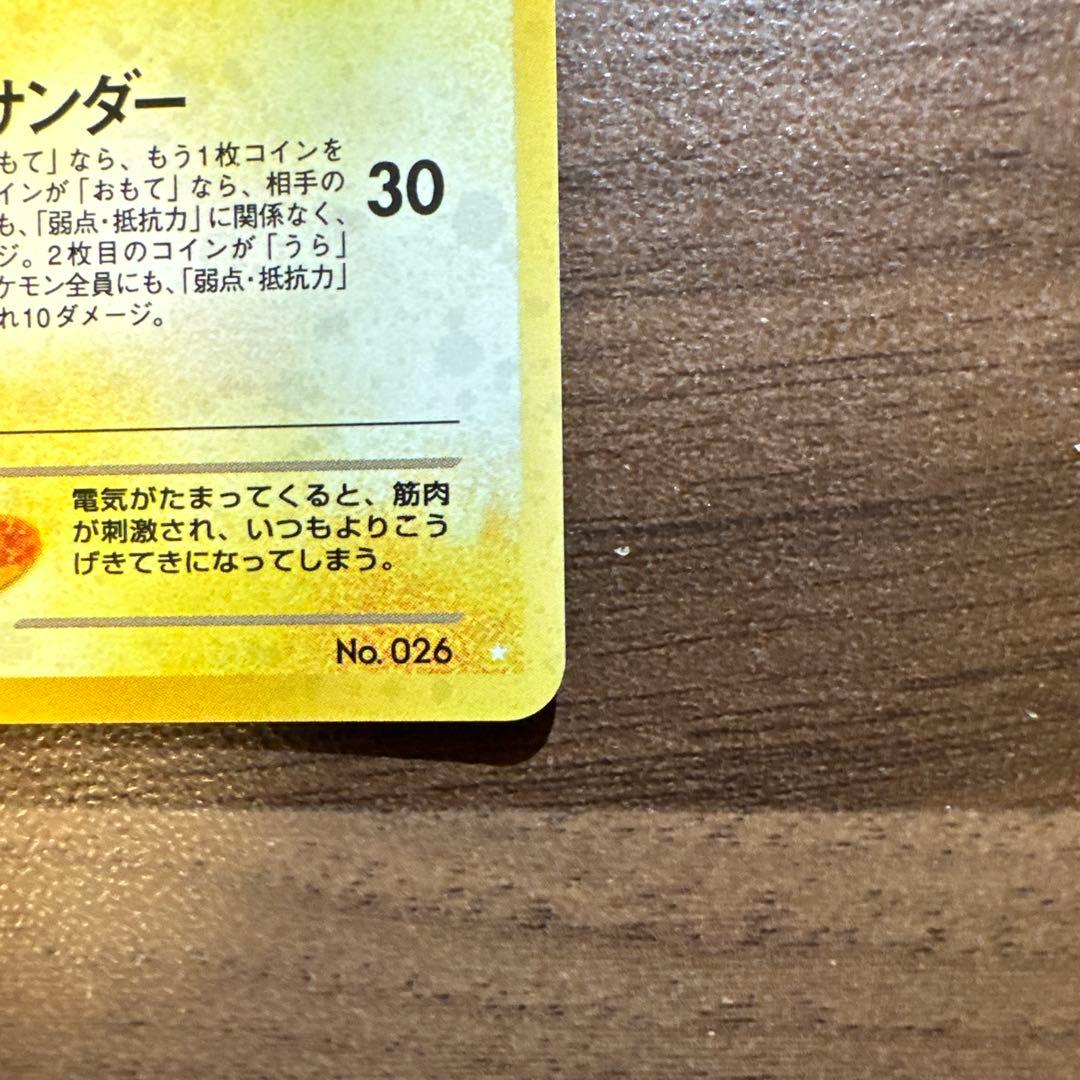 サンダー
もて」なら、もう1枚コインを
インが「おもて」なら、相手の
も、「弱点・抵抗力」に関係なく、
30
ジ。2枚目のコインが「うら」
ケモン全員にも、「弱点・抵抗力」
れ10ダメージ。
電気がたまってくると、筋肉
が刺激され、いつもよりこう
げきてきになってしまう。
No. 026 ★